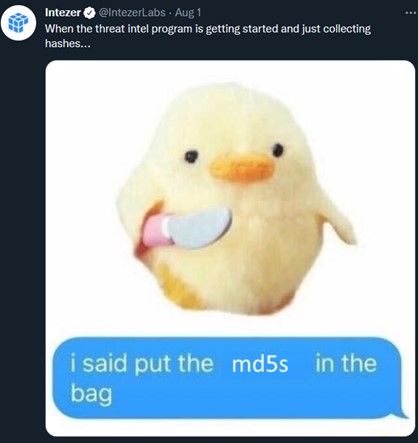 Intezer @IntezerLabs · Aug 1
When the threat intel program is getting started and just collecting
hashes...
i said put the md5s in the
bag